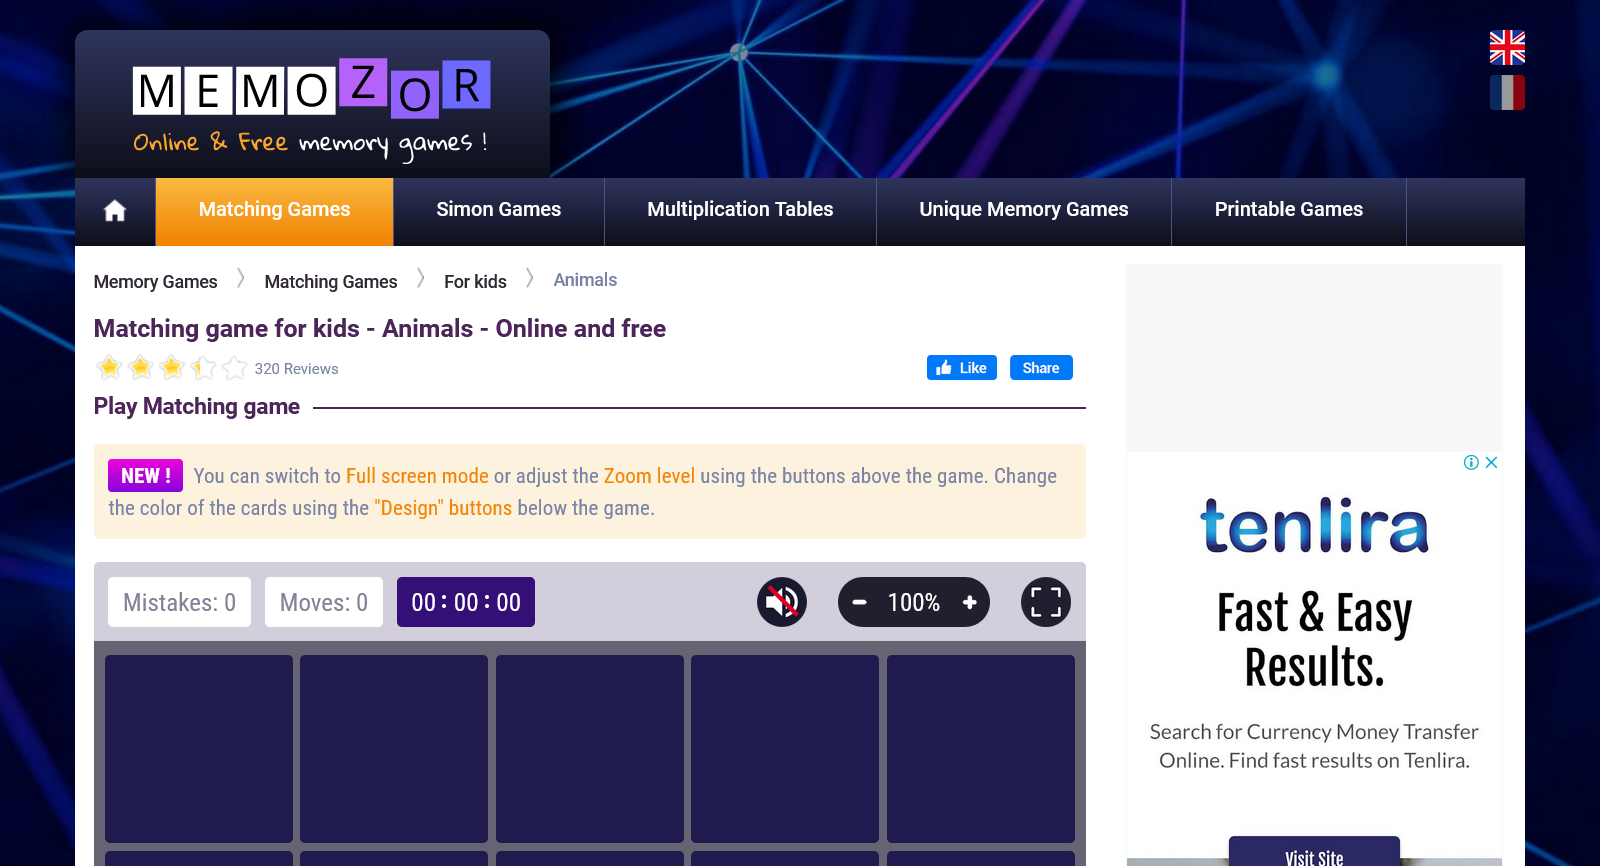 MEMOZOR
Online & Free memory games !
Matching Games
Simon Games
Multiplication Tables
Unique Memory Games
Printable Games
Memory Games
Matching Games
For kids
Animals
Matching game for kids - Animals - Online and free
320 Reviews
Like
Share
Play Matching game
NEW ! You can switch to Full screen mode or adjust the Zoom level using the buttons above the game. Change
the color of the cards using the "Design" buttons below the game.
Mistakes: 0
Moves: 0
00 : 00 : 00
100%
tenlira
Fast & Easy
Results.
Search for Currency Money Transfer
Online. Find fast results on Tenlira.
Visit Site